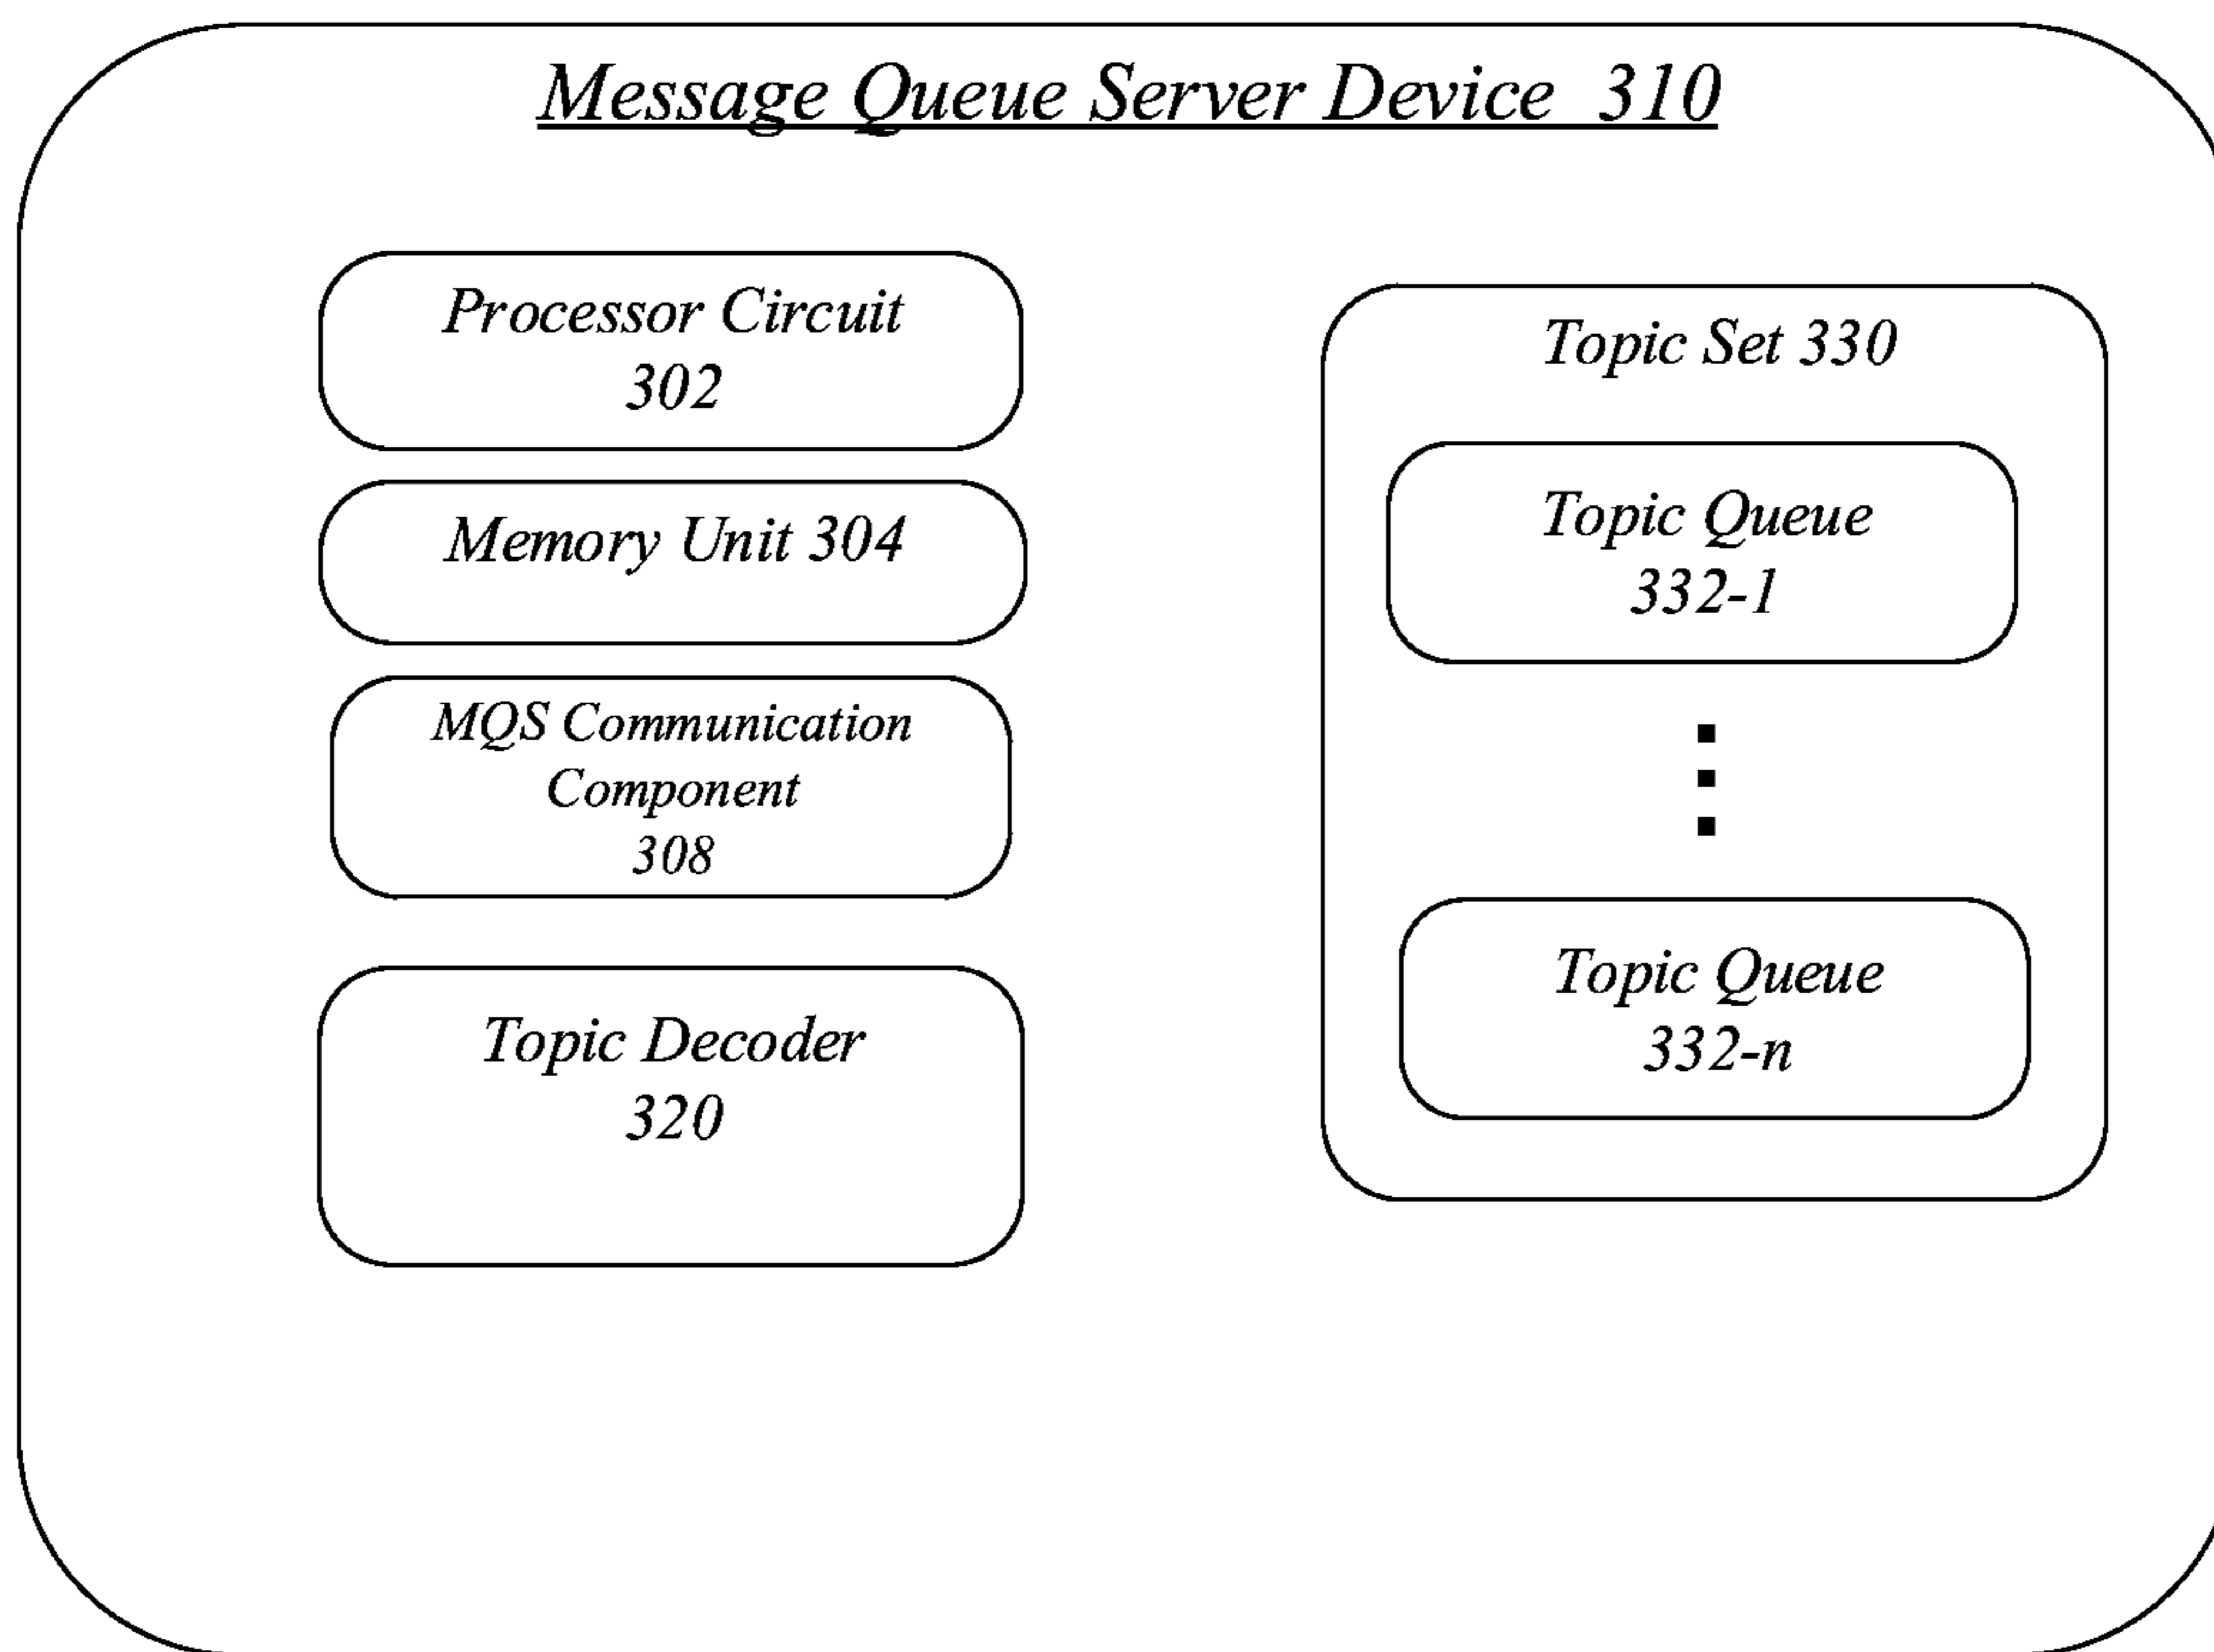 Message Queue Server Device 310
Processor Circuit
302
Memory Unit 304
MQS Communication
Component
308
Topic Decoder
320
Topic Set 330
Topic Queue
332-1
Topic Queue
332-n